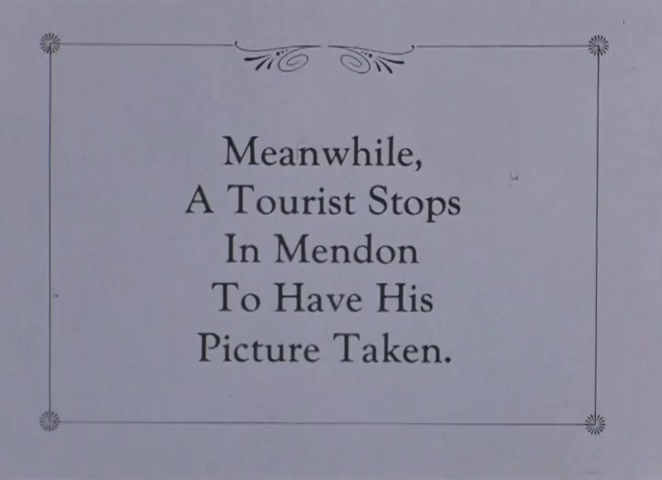 Meanwhile,
A Tourist Stops
In Mendon
To Have His
Picture Taken.